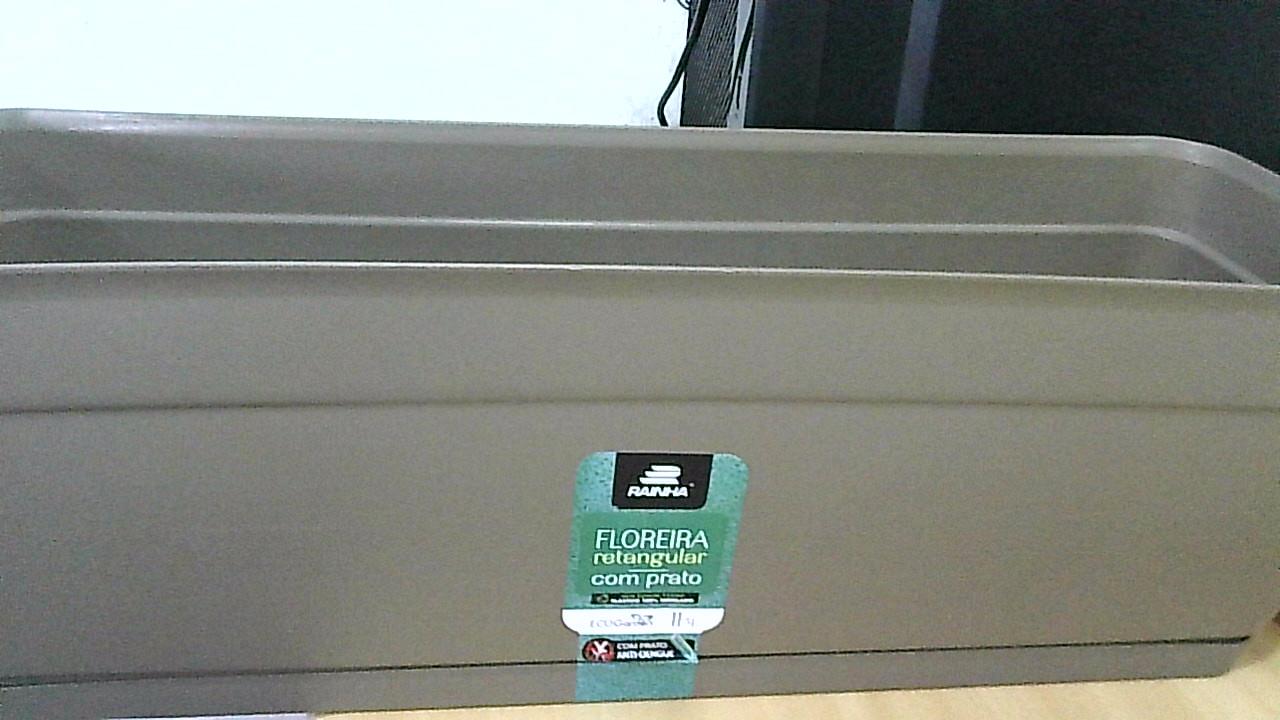 RAINHA
FLOREIRA
retangular
com prato
COM PRATO
ANTI-DENGUE